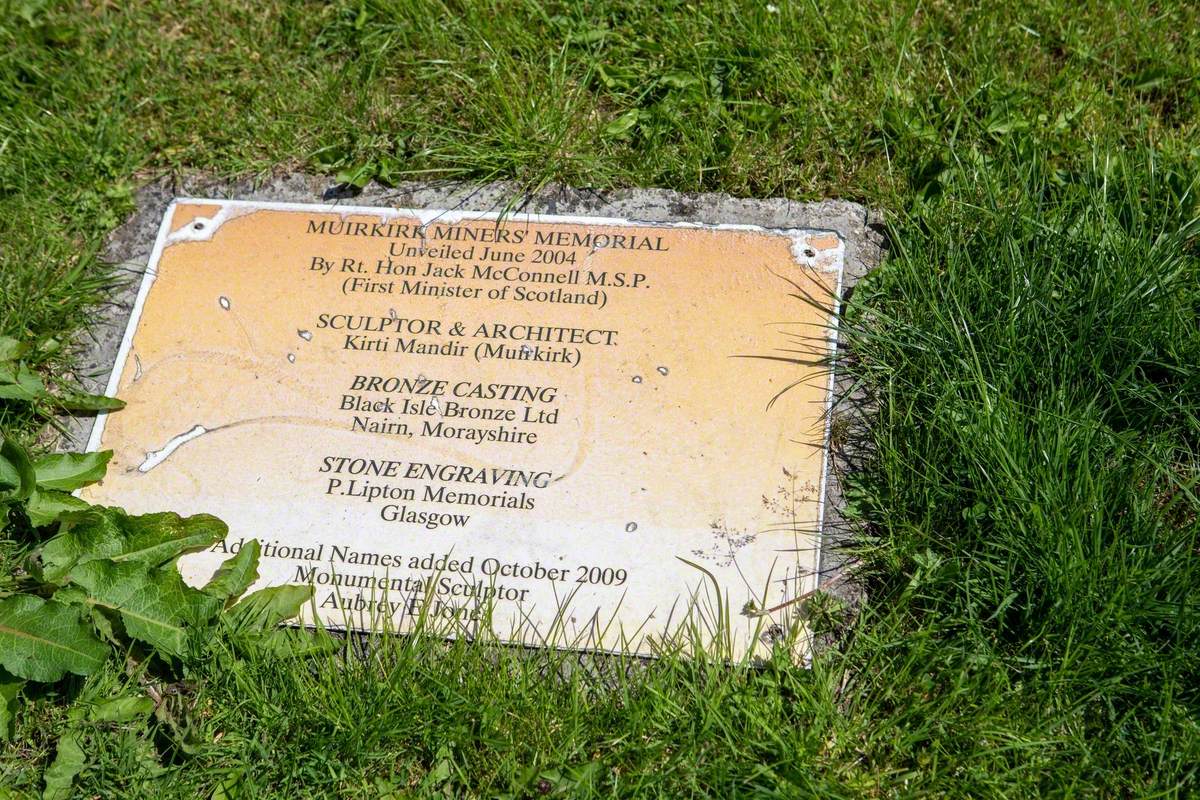 MUIRKIRK MINERS' MEMORIAL
Unveiled June 2004
By Rt. Hon Jack McConnell M.S.P.
(First Minister of Scotland)
SCULPTOR & ARCHITECT.
Kirti Mandir (Muirkirk)
BRONZE CASTING
Black Isle Bronze Ltd
Nairn, Morayshire
STONE ENGRAVING
P.Lipton Memorials
Glasgow
Additional Names added October 2009
Monumental Sculptor
Aubrey E